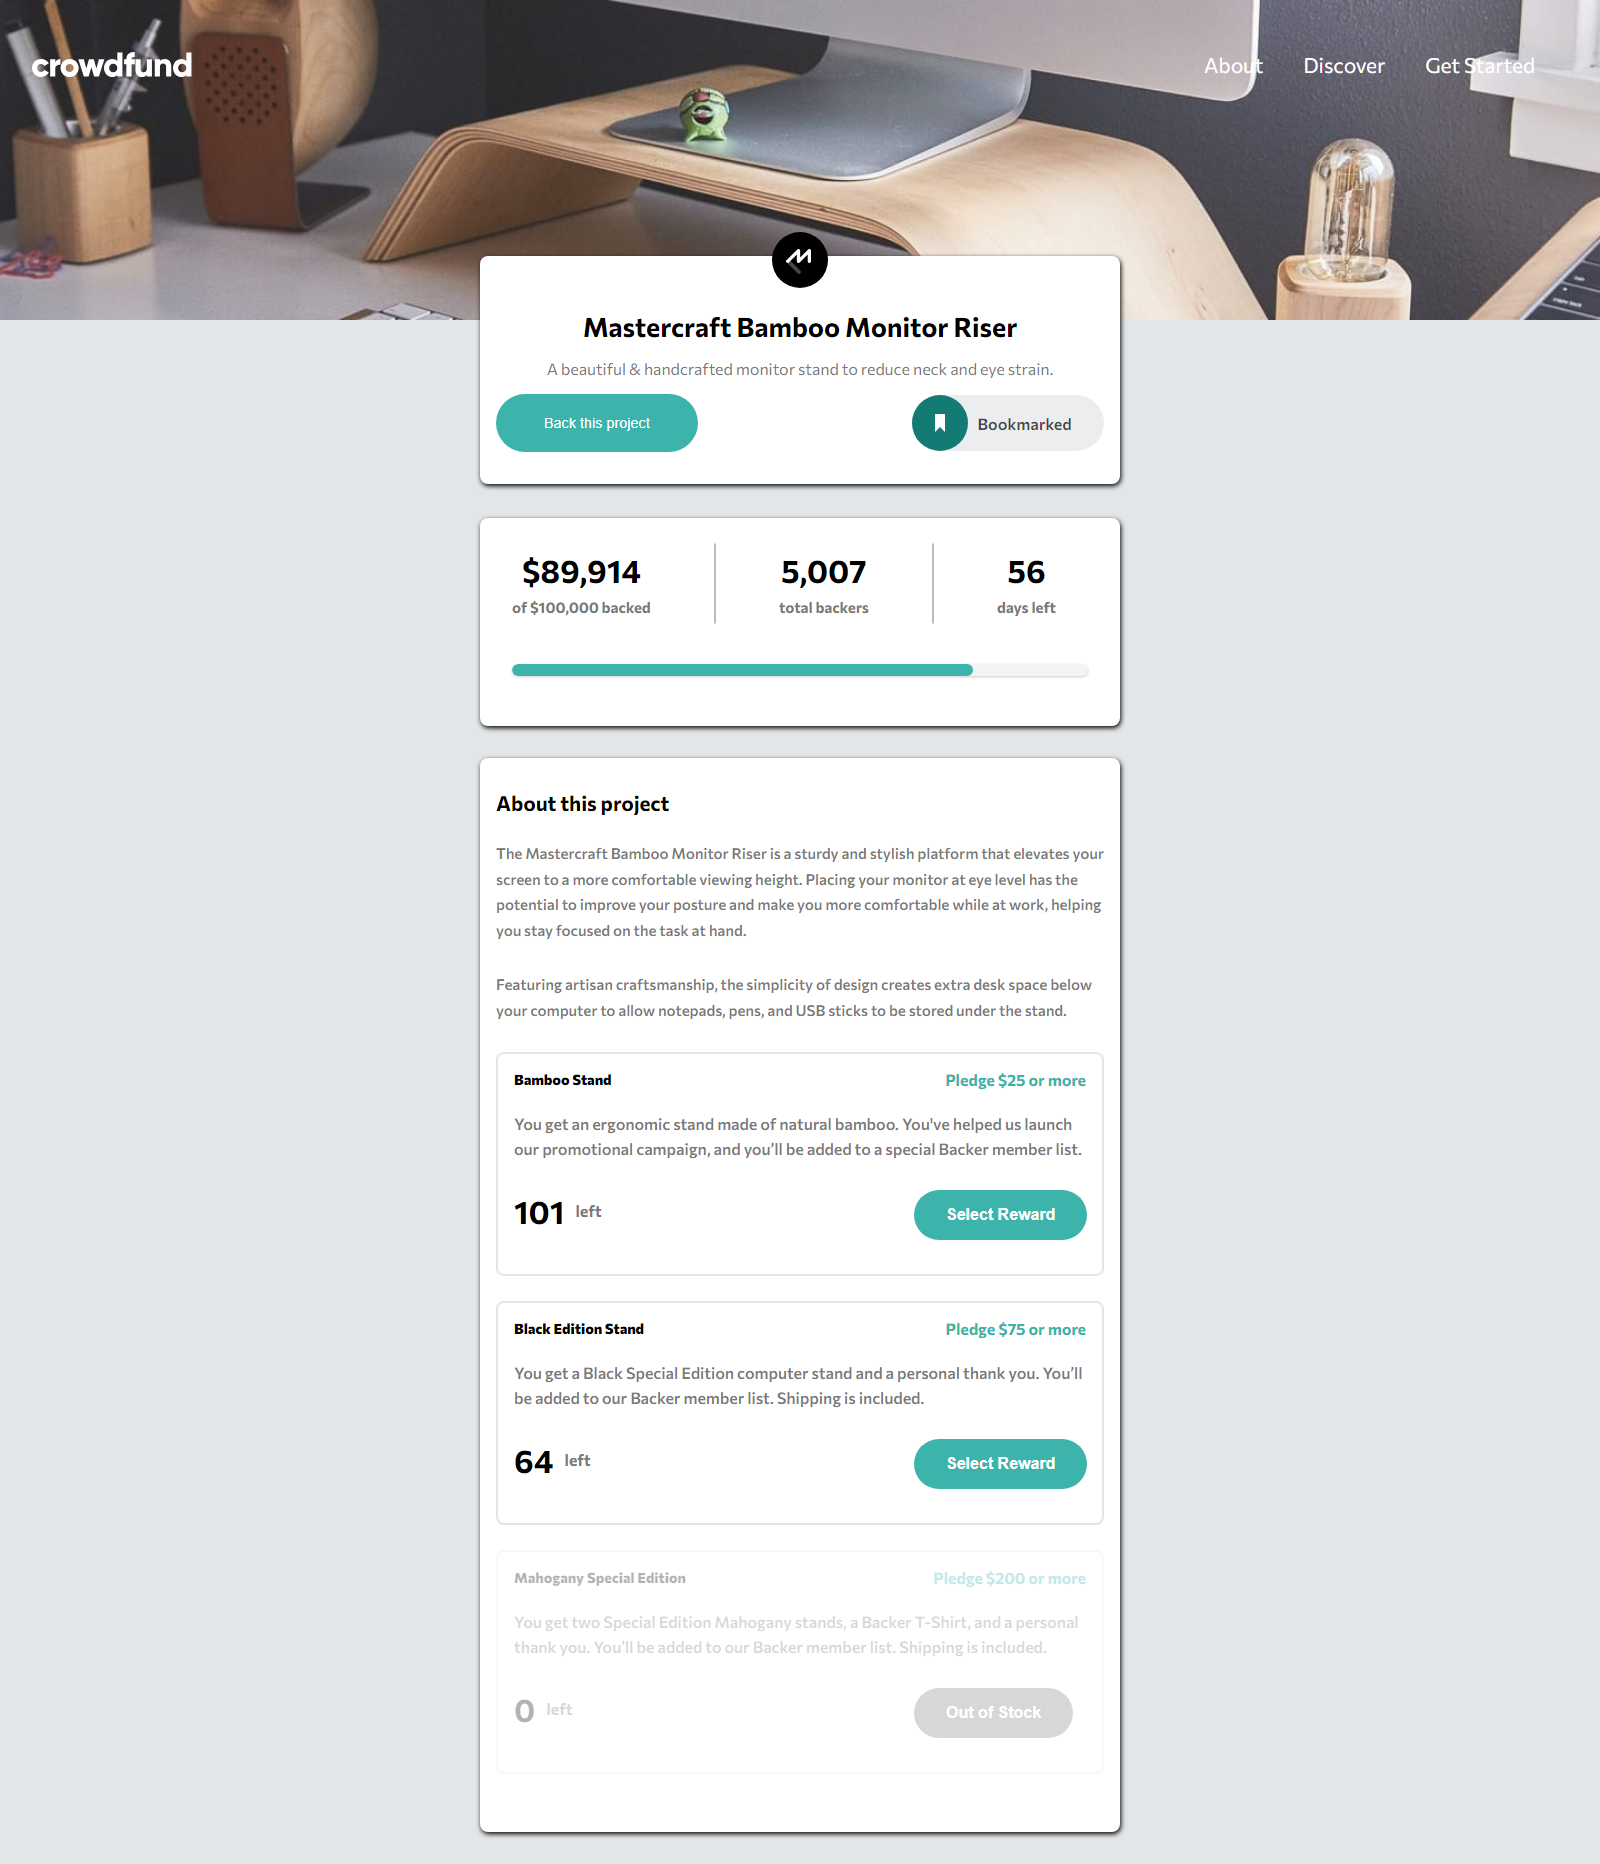 crowdfund
About Discover Get Started
Mastercraft Bamboo Monitor Riser
A beautiful & handcrafted monitor stand to reduce neck and eye strain.
Back this project Bookmarked
$89,914 5,007 56
of $100,000 backed total backers days left
About this project
The Mastercraft Bamboo Monitor Riser is a sturdy and stylish platform that elevates your
screen to a more comfortable viewing height. Placing your monitor at eye level has the
potential to improve your posture and make you more comfortable while at work, helping
you stay focused on the task at hand.
Featuring artisan craftsmanship, the simplicity of design creates extra desk space below
your computer to allow notepads, pens, and USB sticks to be stored under the stand.
Bamboo Stand Pledge $25 or more
You get an ergonomic stand made of natural bamboo. You've helped us launch
our promotional campaign, and you’ll be added to a special Backer member list.
101 left Select Reward
Black Edition Stand Pledge $75 or more
You get a Black Special Edition computer stand and a personal thank you. You’ll
be added to our Backer member list. Shipping is included.
64 left Select Reward
Mahogany Special Edition Pledge $200 or more
You get two Special Edition Mahogany stands, a Backer T-Shirt, and a personal
thank you. You’ll be added to our Backer member list. Shipping is included.
0 left Out of Stock